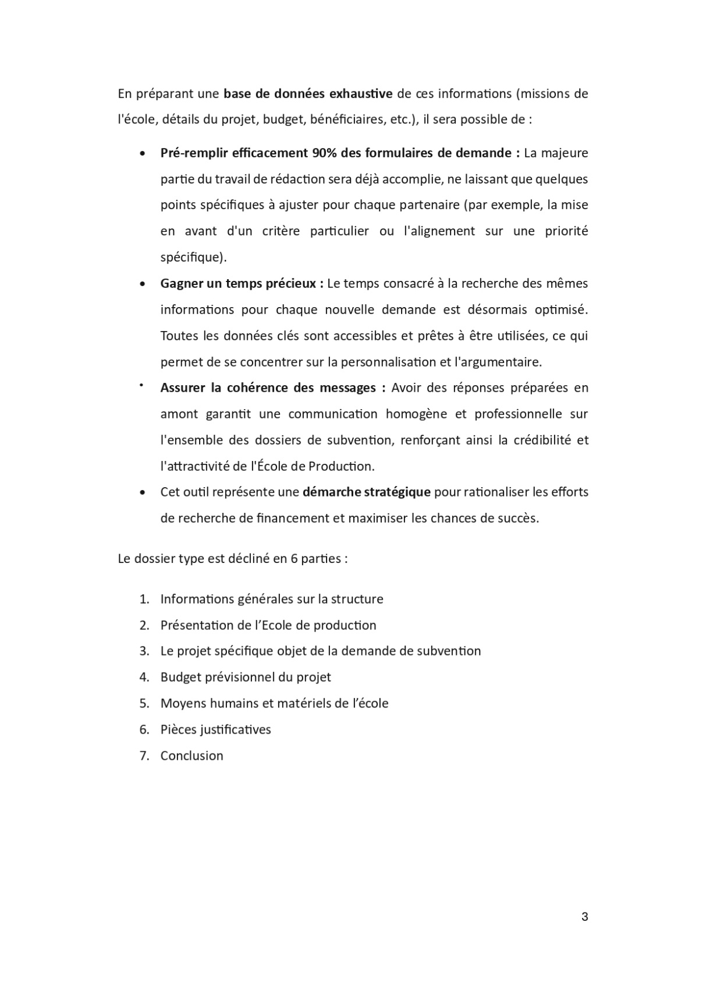 En préparant une base de données exhaustive de ces informations (missions de
l'école, détails du projet, budget, bénéficiaires, etc.), il sera possible de :
• Pré-remplir efficacement 90% des formulaires de demande : La majeure
partie du travail de rédaction sera déjà accomplie, ne laissant que quelques
points spécifiques à ajuster pour chaque partenaire (par exemple, la mise
en avant d'un critère particulier ou l'alignement sur une priorité
spécifique).
• Gagner un temps précieux : Le temps consacré à la recherche des mêmes
informations pour chaque nouvelle demande est désormais optimisé.
Toutes les données clés sont accessibles et prêtes à être utilisées, ce qui
permet de se concentrer sur la personnalisation et l'argumentaire.
• Assurer la cohérence des messages : Avoir des réponses préparées en
amont garantit une communication homogène et professionnelle sur
l'ensemble des dossiers de subvention, renforçant ainsi la crédibilité et
l'attractivité de l'École de Production.
• Cet outil représente une démarche stratégique pour rationaliser les efforts
de recherche de financement et maximiser les chances de succès.
Le dossier type est décliné en 6 parties :
1. Informations générales sur la structure
2. Présentation de l’Ecole de production
3. Le projet spécifique objet de la demande de subvention
4. Budget prévisionnel du projet
5. Moyens humains et matériels de l’école
6. Pièces justificatives
7. Conclusion
3